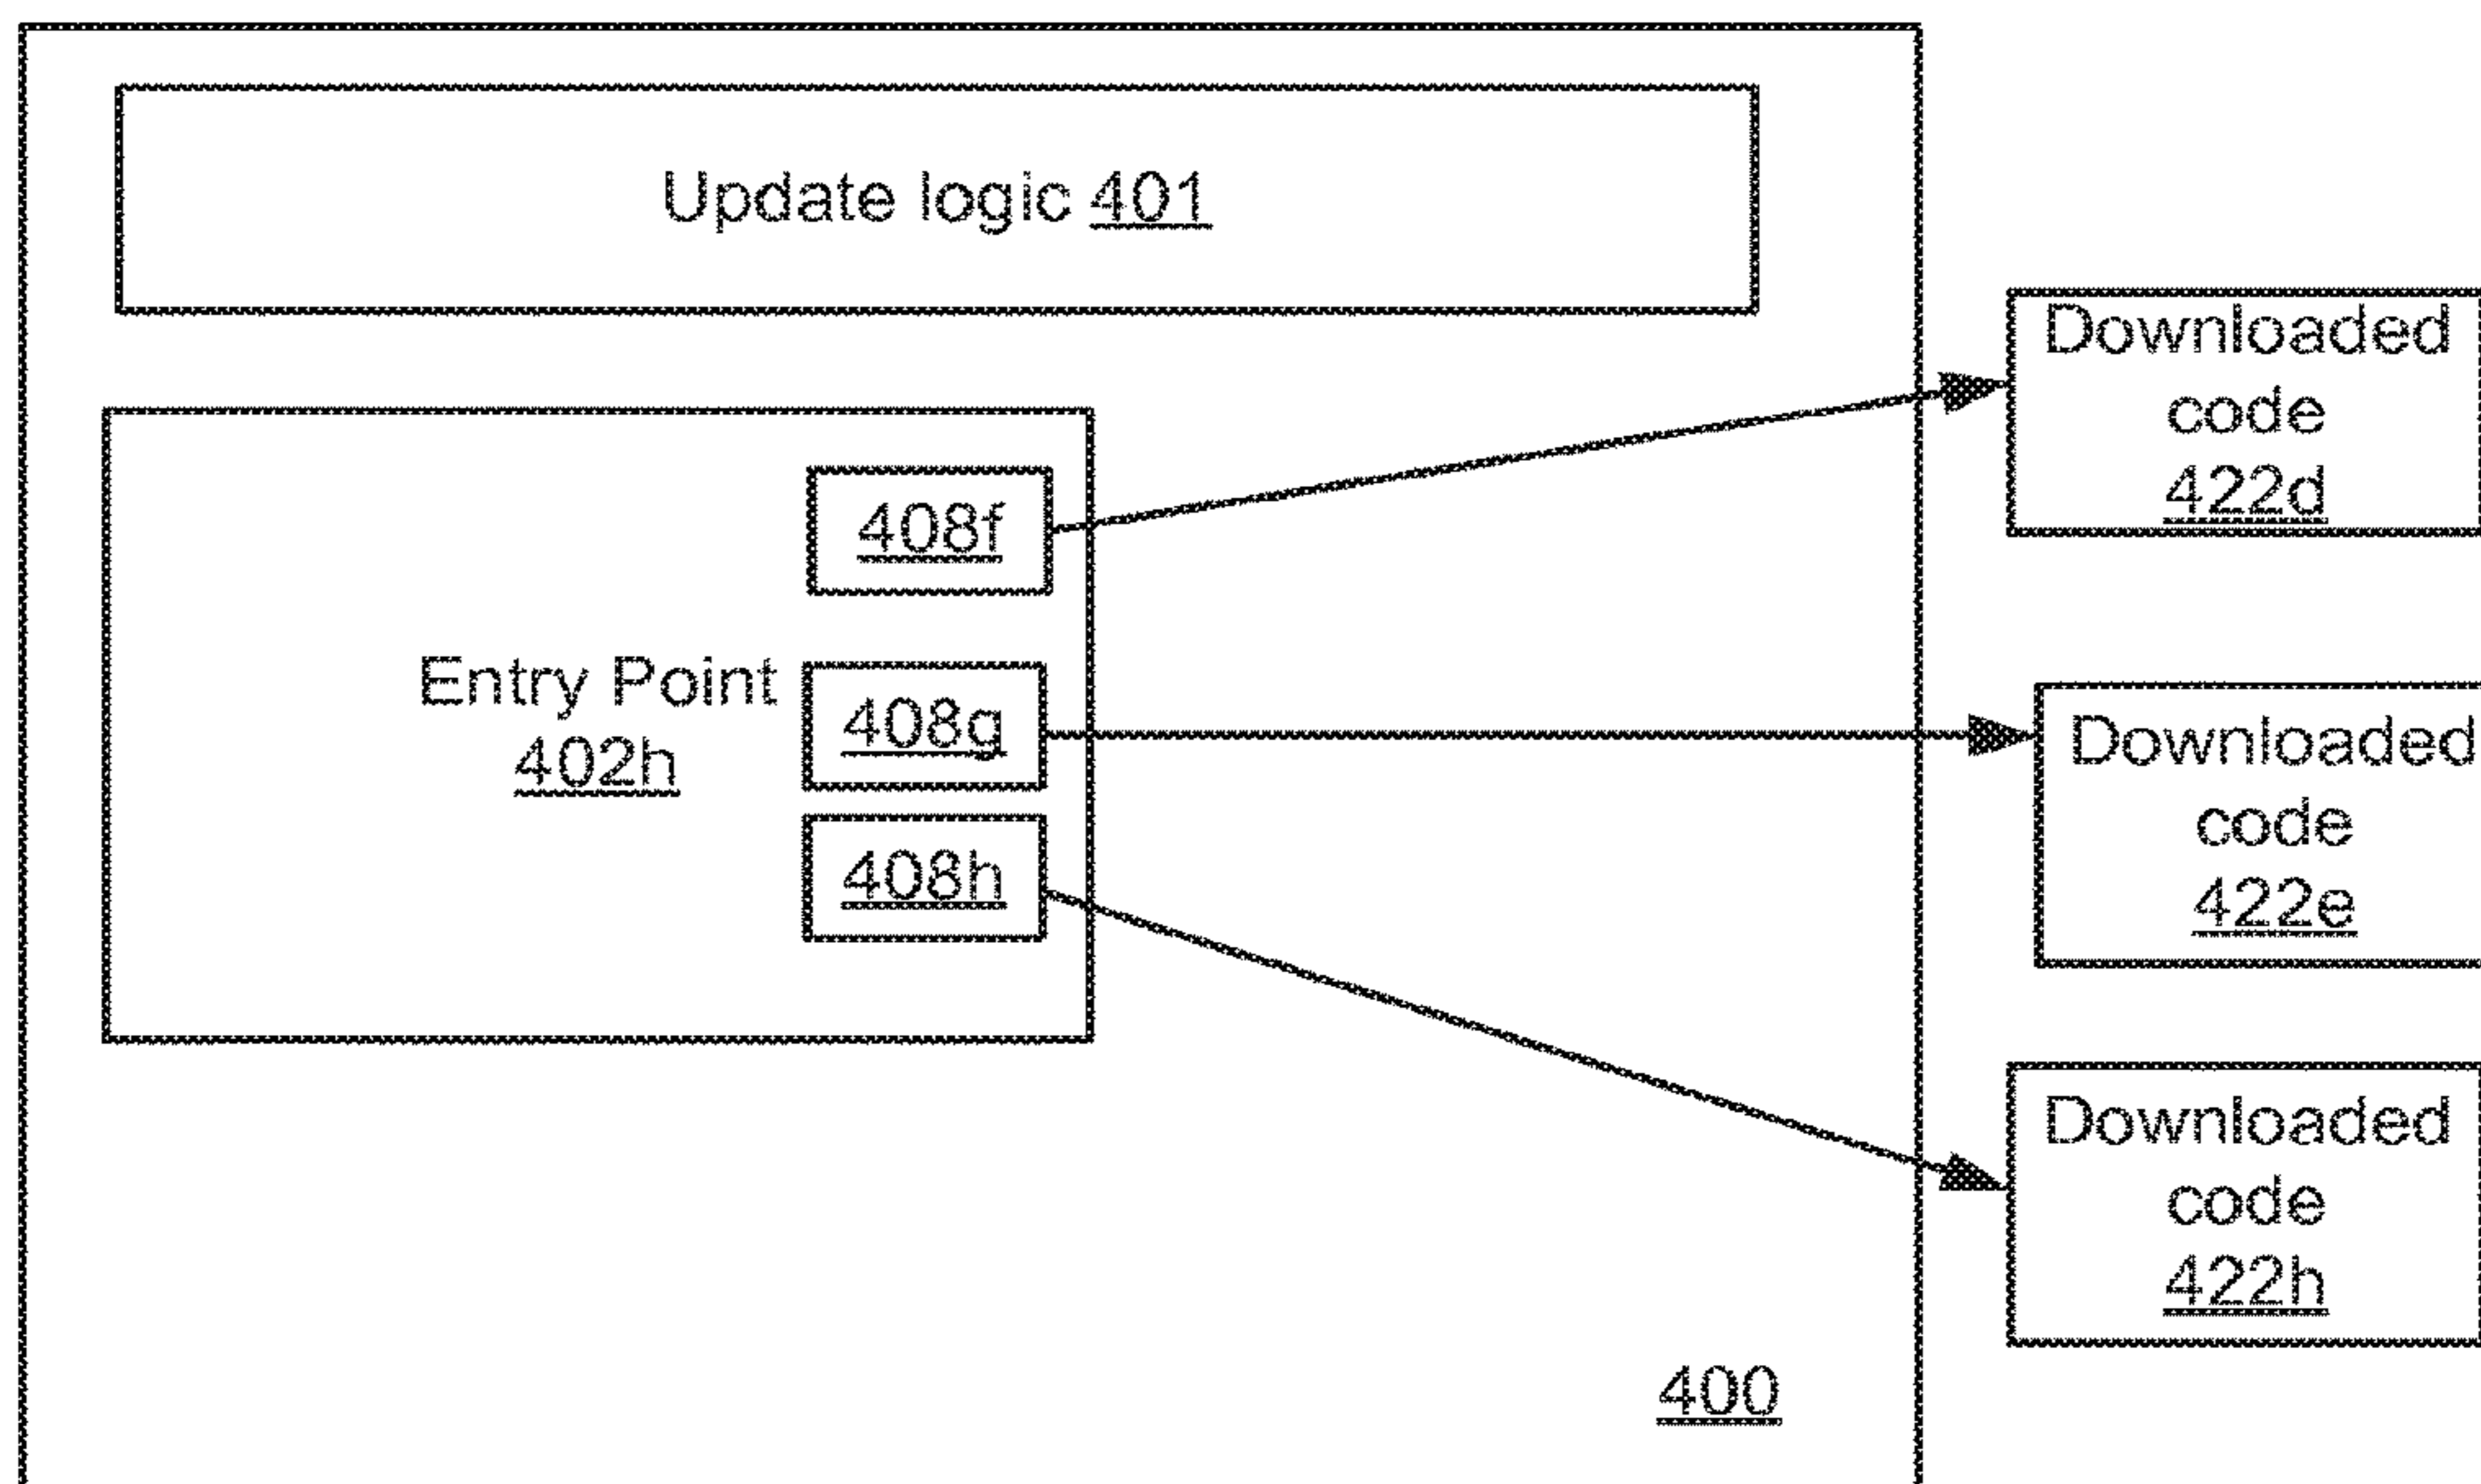 Update logic 401
Downloaded
code
422d
408f
Entry Point
402h
408g
408h
Downloaded
code
422e
Downloaded
code
422h
400